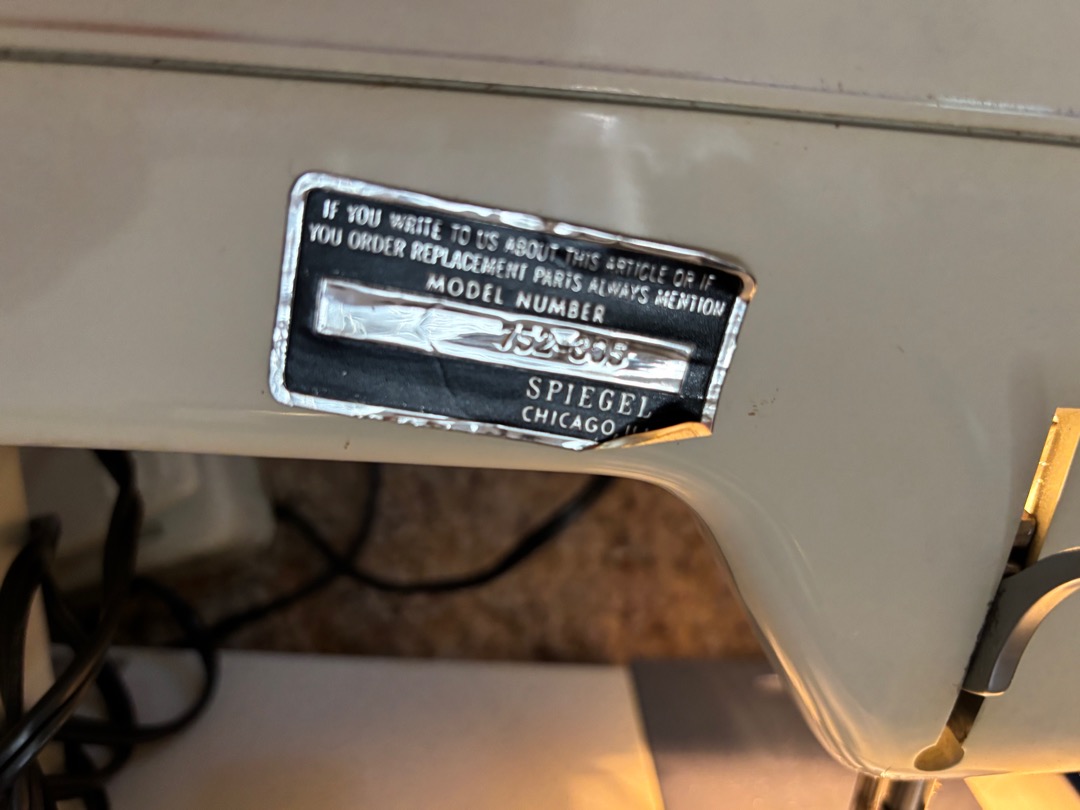 IF YOU WRITE TO US ABOUT THIS ARTICLE OR IF
YOU ORDER REPLACEMENT PARTS ALWAYS MENTION
MODEL NUMBER
SPIEGEL
CHICAGO